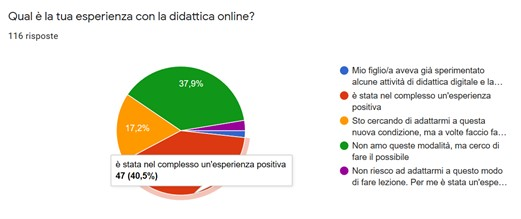 Qual è la tua esperienza con la didattica online?
116 risposte
37,9%
17,2%
è stata nel complesso un'esperienza positiva
47 (40,5%)
Mio figlio/a aveva già sperimentato
alcune attività di didattica digitale e la…
è stata nel complesso un'esperienza
positiva
Sto cercando di adattarmi a questa
nuova condizione, ma a volte faccio fa…
Non amo queste modalità, ma cerco di
fare il possibile
Non riesco ad adattarmi a questo modo
di fare lezione. Per me è stata un'espe…